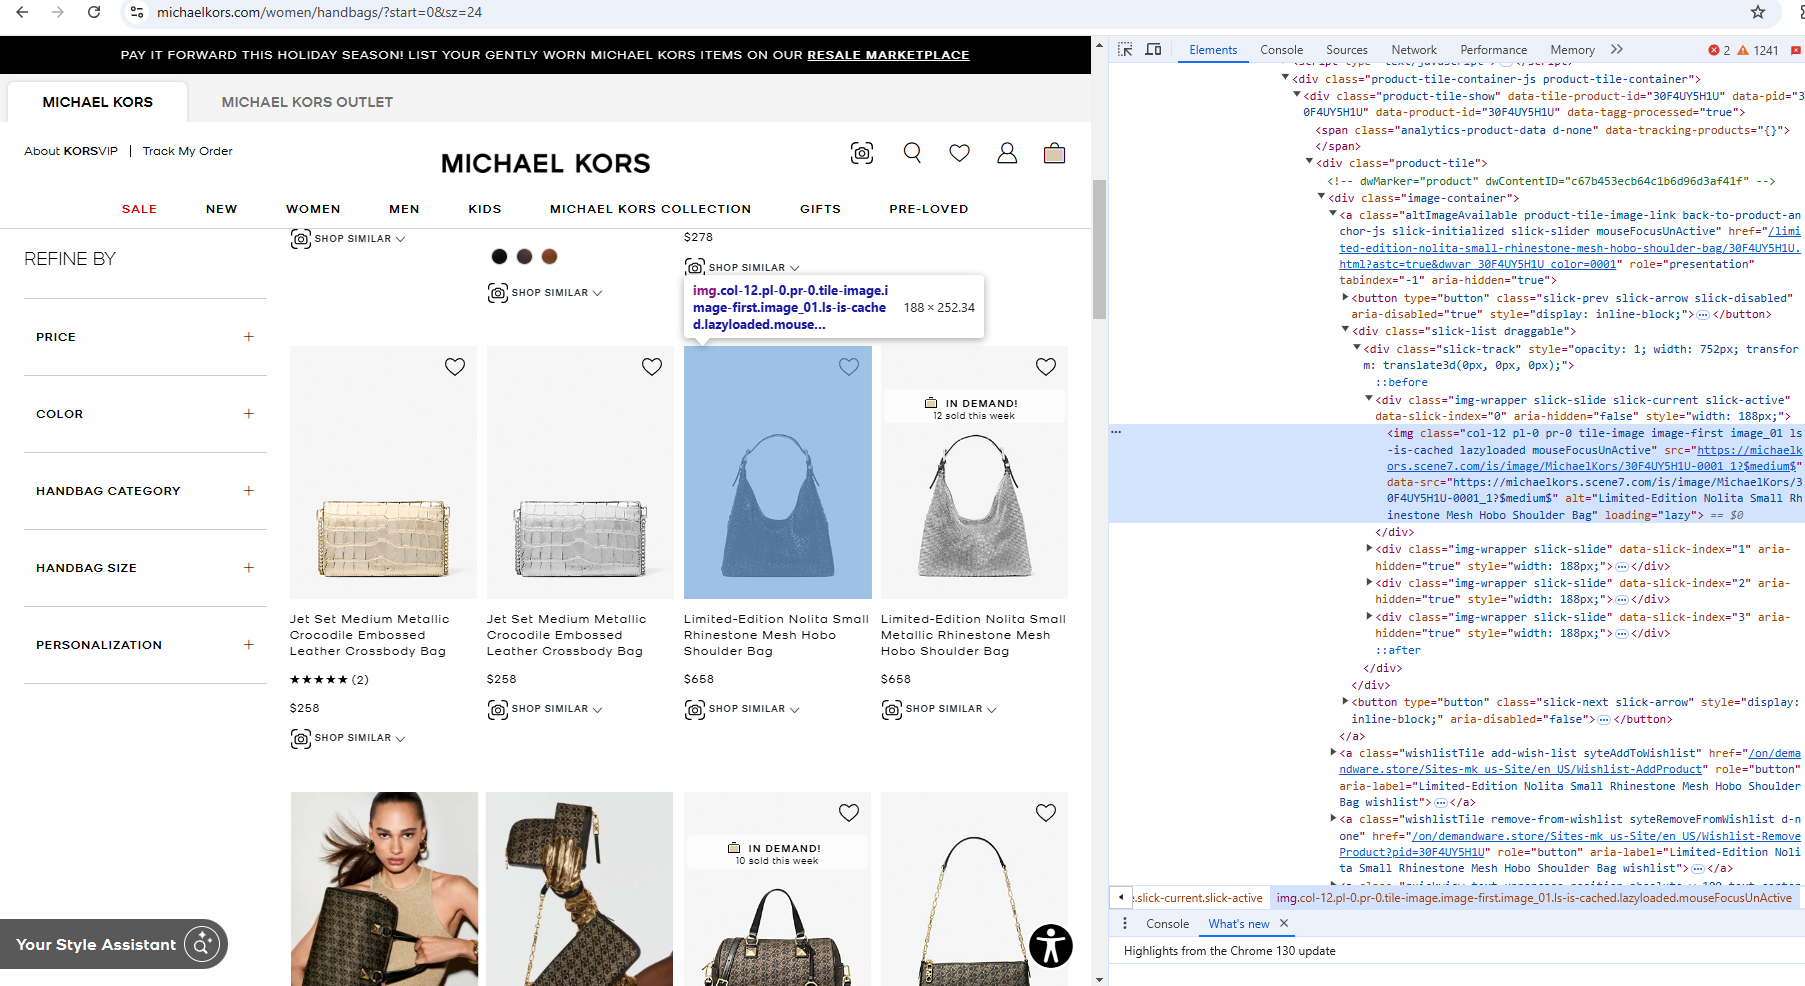 michaelkors.com/women/handbags/?start=0&sz=24
PAY IT FORWARD THIS HOLIDAY SEASON! LIST YOUR GENTLY WORN MICHAEL KORS ITEMS ON OUR RESALE MARKETPLACE
MICHAEL KORS
MICHAEL KORS OUTLET
About KORSVIP | Track My Order
MICHAEL KORS
SALE NEW WOMEN MEN KIDS MICHAEL KORS COLLECTION GIFTS PRE-LOVED
REFINE BY
PRICE +
COLOR +
HANDBAG CATEGORY +
HANDBAG SIZE +
PERSONALIZATION +
SHOP SIMILAR
SHOP SIMILAR
$278
SHOP SIMILAR
img.col-12.pl-0.pr-0.tile-image.i
mage-first.image_01.ls-is-cache
d.lazyloaded.mouse...
188 × 252.34
IN DEMAND!
12 sold this week
Jet Set Medium Metallic
Crocodile Embossed
Leather Crossbody Bag
★★★★★ (2)
$258
SHOP SIMILAR
Jet Set Medium Metallic
Crocodile Embossed
Leather Crossbody Bag
$258
SHOP SIMILAR
Limited-Edition Nolita Small
Rhinestone Mesh Hobo
Shoulder Bag
$658
SHOP SIMILAR
Limited-Edition Nolita Small
Metallic Rhinestone Mesh
Hobo Shoulder Bag
$658
SHOP SIMILAR
IN DEMAND!
10 sold this week
Your Style Assistant
Elements Console Sources Network Performance Memory 2 1241
<div class="product-tile-container-js product-tile-container">
<div class="product-tile-show" data-tile-product-id="30F4UY5H1U" data-pid="3
0F4UY5H1U" data-product-id="30F4UY5H1U" data-tagg-processed="true">
<span class="analytics-product-data d-none" data-tracking-products="{}">
</span>
<div class="product-tile">
<!-- dwMarker="product" dwContentID="c67b453ecb64c1b6d96d3af41f" -->
<div class="image-container">
<a class="altImageAvailable product-tile-image-link back-to-product-an
chor-js slick-initialized slick-slider mouseFocusUnActive" href="/limi
ted-edition-nolita-small-rhinestone-mesh-hobo-shoulder-bag/30F4UY5H1U.
html?astc=true&dwvar_30F4UY5H1U_color=0001" role="presentation"
tabindex="-1" aria-hidden="true">
<button type="button" class="slick-prev slick-arrow slick-disabled"
aria-disabled="true" style="display: inline-block;">…</button>
<div class="slick-list draggable">
<div class="slick-track" style="opacity: 1; width: 752px; transfor
m: translate3d(0px, 0px, 0px);">
::before
<div class="img-wrapper slick-slide slick-current slick-active"
data-slick-index="0" aria-hidden="false" style="width: 188px;">
<img class="col-12 pl-0 pr-0 tile-image image-first image_01 ls
-is-cached lazyloaded mouseFocusUnActive" src="https://michaelk
ors.scene7.com/is/image/MichaelKors/30F4UY5H1U-0001_1?$medium$"
data-src="https://michaelkors.scene7.com/is/image/MichaelKors/3
0F4UY5H1U-0001_1?$medium$" alt="Limited-Edition Nolita Small Rh
inestone Mesh Hobo Shoulder Bag" loading="lazy"> == $0
</div>
<div class="img-wrapper slick-slide" data-slick-index="1" aria-
hidden="true" style="width: 188px;">…</div>
<div class="img-wrapper slick-slide" data-slick-index="2" aria-
hidden="true" style="width: 188px;">…</div>
<div class="img-wrapper slick-slide" data-slick-index="3" aria-
hidden="true" style="width: 188px;">…</div>
::after
</div>
</div>
<button type="button" class="slick-next slick-arrow" style="display:
inline-block;" aria-disabled="false">…</button>
</a>
<a class="wishlistTile add-wish-list syteAddToWishlist" href="/on/dema
ndware.store/Sites-mk_us-Site/en_US/Wishlist-AddProduct" role="button"
aria-label="Limited-Edition Nolita Small Rhinestone Mesh Hobo Shoulder
Bag wishlist">…</a>
<a class="wishlistTile remove-from-wishlist syteRemoveFromWishlist d-n
one" href="/on/demandware.store/Sites-mk_us-Site/en_US/Wishlist-Remove
Product?pid=30F4UY5H1U" role="button" aria-label="Limited-Edition Noli
ta Small Rhinestone Mesh Hobo Shoulder Bag wishlist">…</a>
e.slick-current.slick-active img.col-12.pl-0.pr-0.tile-image.image-first.image_01.ls-is-cached.lazyloaded.mouseFocusUnActive
Console What's new ×
Highlights from the Chrome 130 update